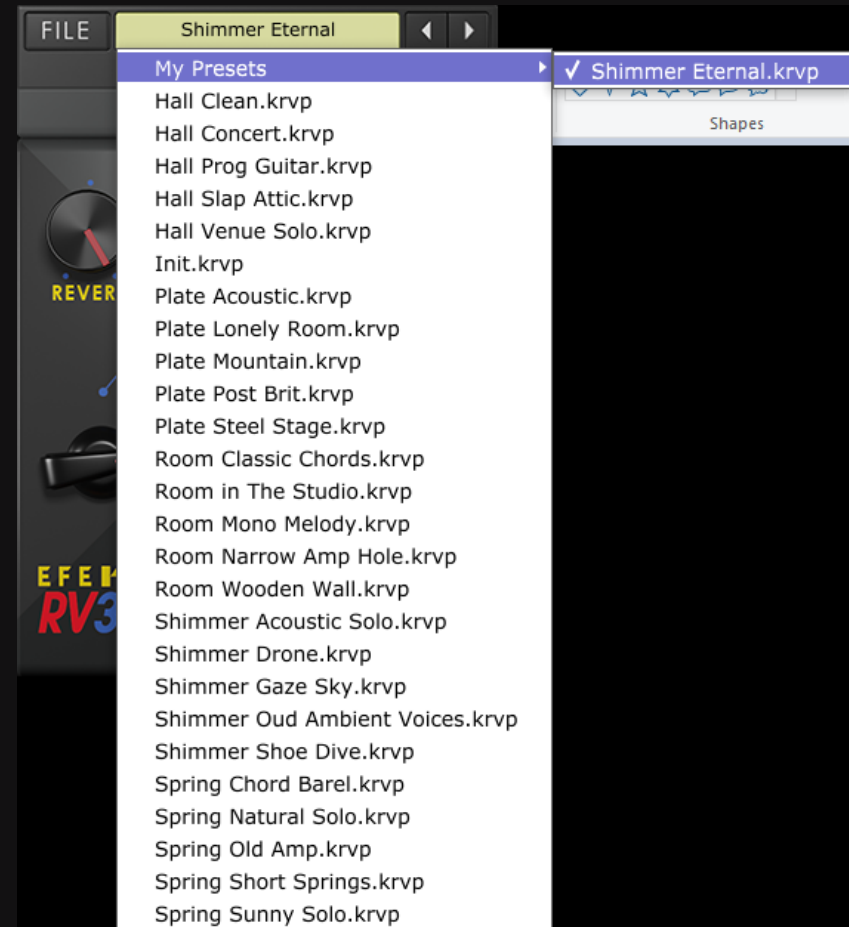 FILE
Shimmer Eternal
My Presets
Shimmer Eternal.krvp
Shapes
Hall Clean.krvp
Hall Concert.krvp
Hall Prog Guitar.krvp
Hall Slap Attic.krvp
Hall Venue Solo.krvp
Init.krvp
REVER
Plate Acoustic.krvp
Plate Lonely Room.krvp
Plate Mountain.krvp
Plate Post Brit.krvp
Plate Steel Stage.krvp
Room Classic Chords.krvp
Room in The Studio.krvp
Room Mono Melody.krvp
Room Narrow Amp Hole.krvp
Room Wooden Wall.krvp
Shimmer Acoustic Solo.krvp
Shimmer Drone.krvp
Shimmer Gaze Sky.krvp
Shimmer Oud Ambient Voices.krvp
Shimmer Shoe Dive.krvp
Spring Chord Barel.krvp
Spring Natural Solo.krvp
Spring Old Amp.krvp
Spring Short Springs.krvp
Spring Sunny Solo.krvp
RV3